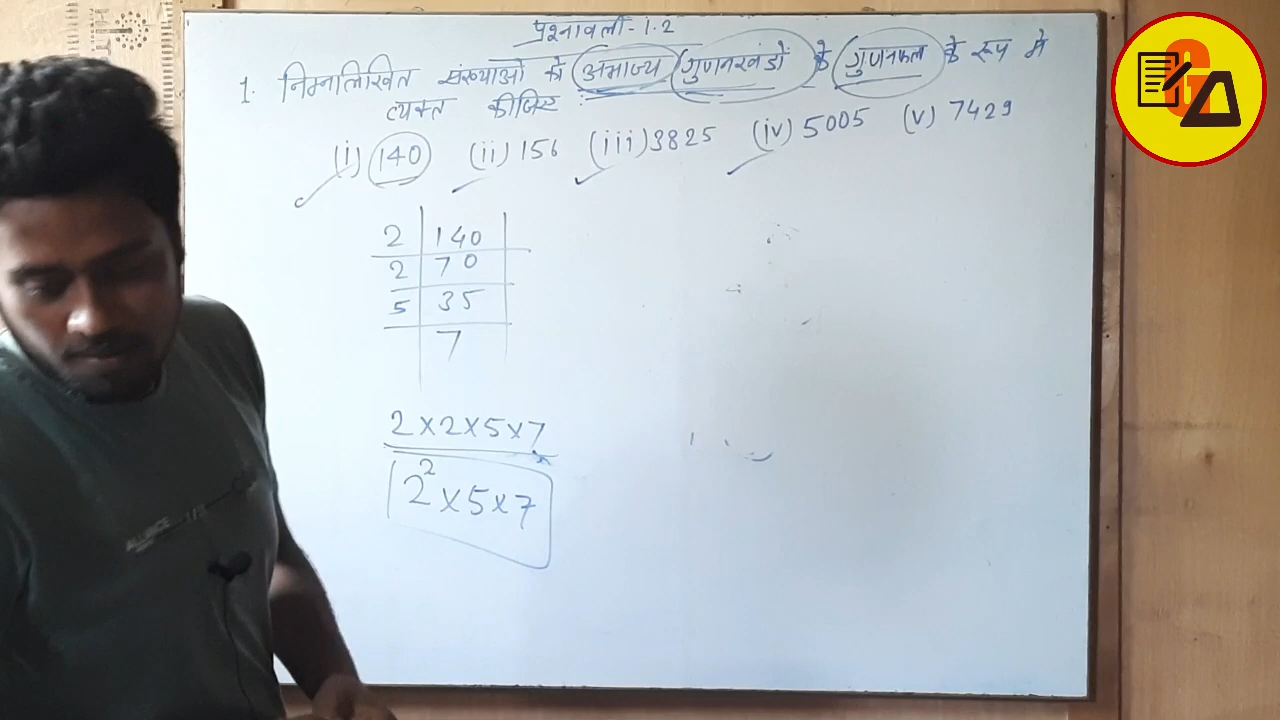 प्रश्नावली - 1.2
1. निम्नलिखित संख्याओं को अभाज्य गुणनखंडों के गुणनफल के रूप में
व्यक्त कीजिए :
(i) 140 (ii) 156 (iii) 3825 (iv) 5005 (v) 7429
2 140
2 70
5 35
7
2×2×5×7
2²×5×7
ALLIANCE
G